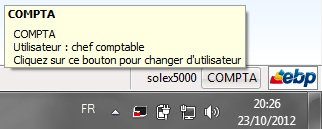 COMPTA
COMPTA
Utilisateur : chef comptable
Cliquez sur ce bouton pour changer d'utilisateur
solex5000 COMPTA ebp
FR 20:26
23/10/2012